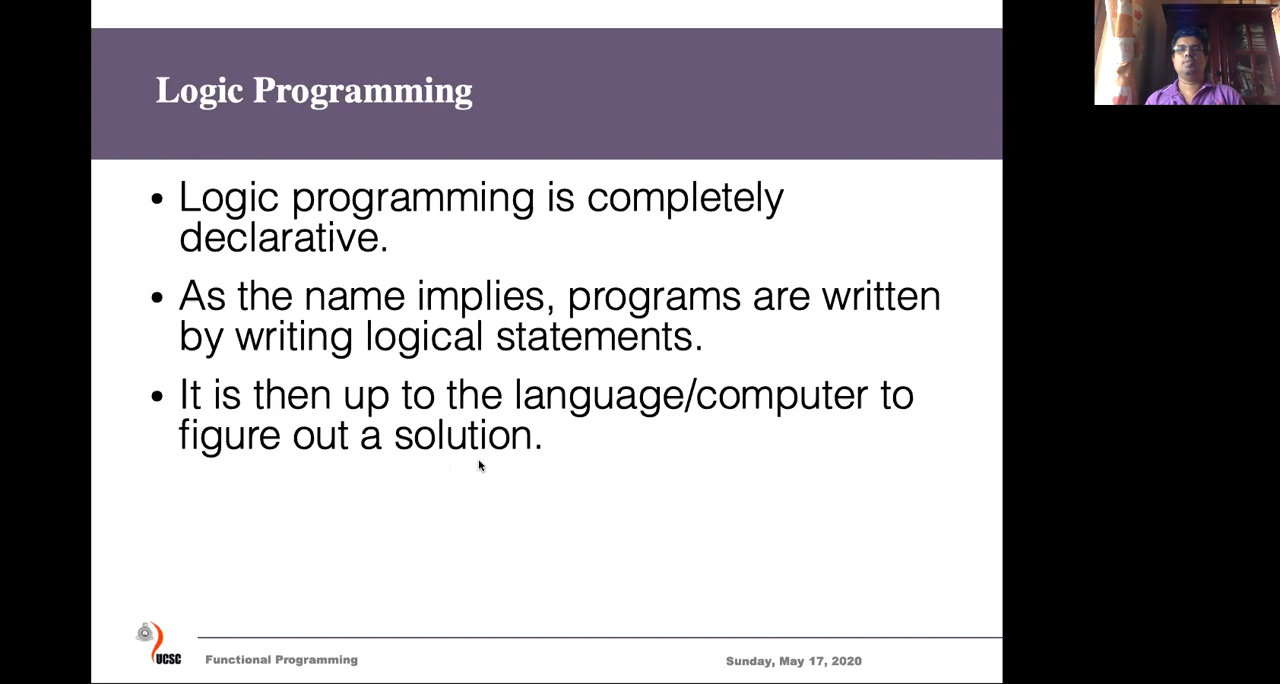 Logic Programming
• Logic programming is completely
declarative.
• As the name implies, programs are written
by writing logical statements.
• It is then up to the language/computer to
figure out a solution.
UCSC
Functional Programming
Sunday, May 17, 2020